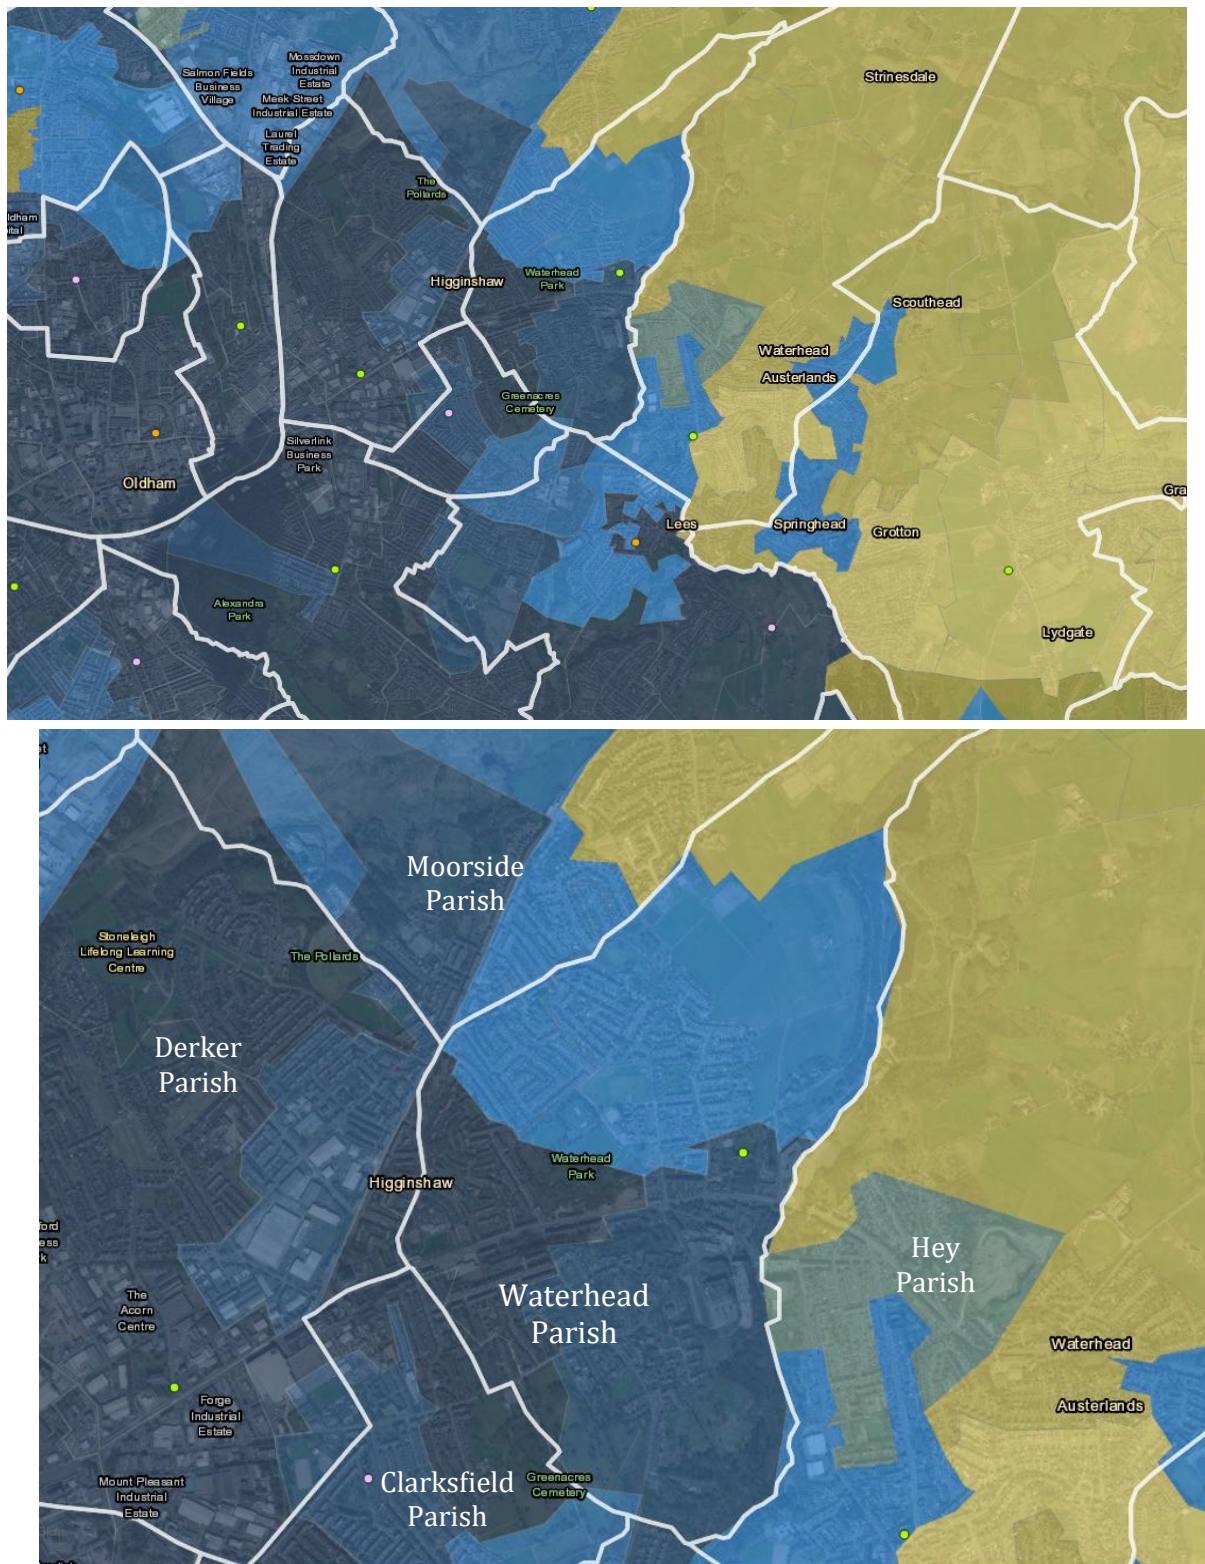 Strinesdale
Mossdown
Industrial
Estate
Salmon Fields
Business
Village
Meek Street
Industrial Estate
Laurel
Trading
Estate
The
Pollards
Higginshaw
Waterhead
Park
Scouthead
Waterhead
Austerlands
Greenacres
Cemetery
Silverlink
Business
Park
Oldham
Lees
Springhead
Grotton
Alexandra
Park
Lydgate
Moorside
Parish
Stoneleigh
Lifelong Learning
Centre
The Pollards
Derker
Parish
Waterhead
Park
Higginshaw
Hey
Parish
Waterhead
Parish
The
Acorn
Centre
Waterhead
Austerlands
Forge
Industrial
Estate
Clarksfield
Parish
Greenacres
Cemetery
Mount Pleasant
Industrial
Estate